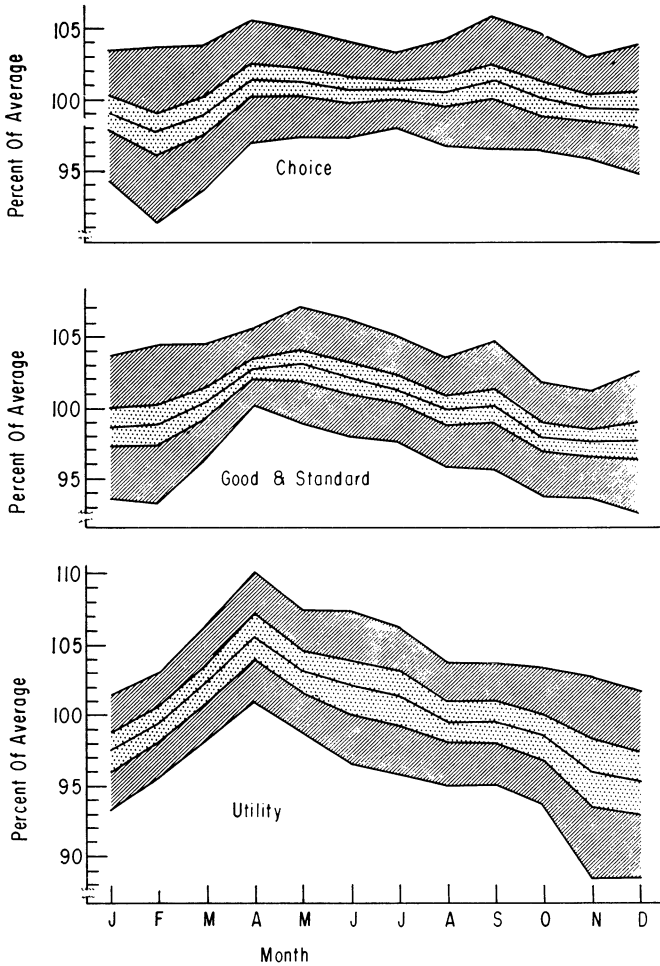 Percent Of Average
105
100
95
Choice
Percent Of Average
105
100
95
Good & Standard
Percent Of Average
110
105
100
95
90
Utility
J F M A M J J A S O N D
Month